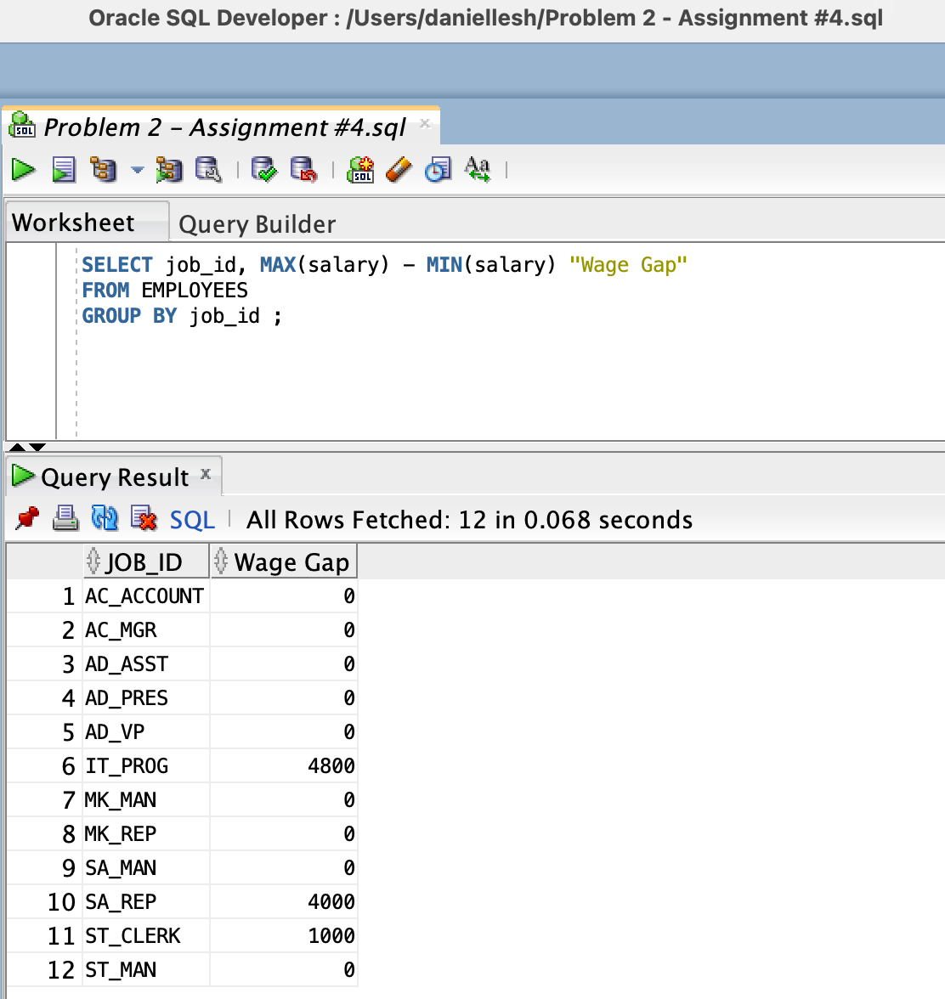 Oracle SQL Developer : /Users/daniellesh/Problem 2 - Assignment #4.sql
SQL Problem 2 – Assignment #4.sql
SQL Aa
Worksheet Query Builder
SELECT job_id, MAX(salary) – MIN(salary) "Wage Gap"
FROM EMPLOYEES
GROUP BY job_id ;
Query Result
SQL All Rows Fetched: 12 in 0.068 seconds
JOB_ID Wage Gap
1 AC_ACCOUNT 0
2 AC_MGR 0
3 AD_ASST 0
4 AD_PRES 0
5 AD_VP 0
6 IT_PROG 4800
7 MK_MAN 0
8 MK_REP 0
9 SA_MAN 0
10 SA_REP 4000
11 ST_CLERK 1000
12 ST_MAN 0